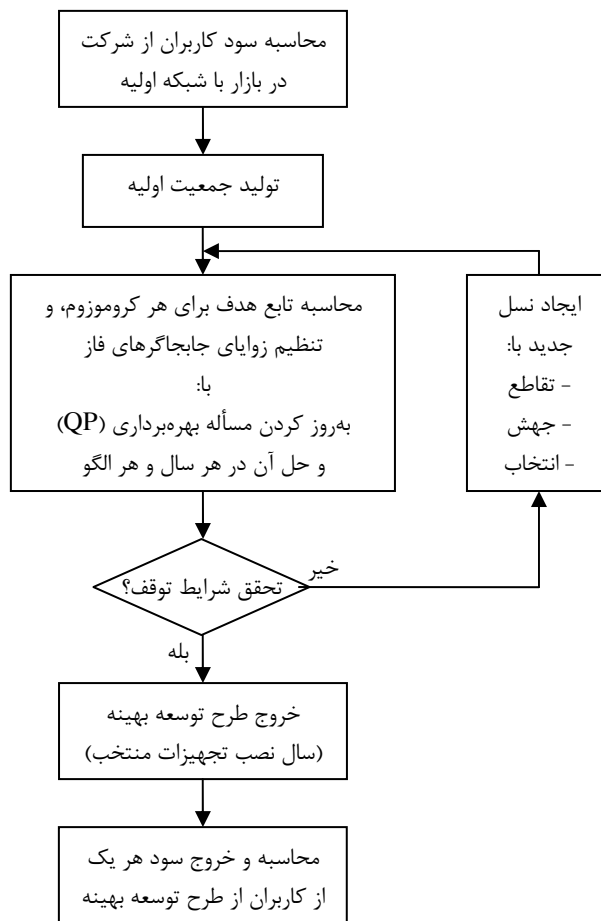 محاسبه سود کاربران از شرکت
در بازار با شبکه اولیه
تولید جمعیت اولیه
محاسبه تابع هدف برای هر کروموزوم، و
تنظیم زوایای جابجاگرهای فاز
با:
به‌روز کردن مسأله بهره‌برداری (QP)
و حل آن در هر سال و هر الگو
ایجاد نسل
جدید با:
- تقاطع
- جهش
- انتخاب
تحقق شرایط توقف؟
خیر
بله
خروج طرح توسعه بهینه
(سال نصب تجهیزات منتخب)
محاسبه و خروج سود هر یک
از کاربران از طرح توسعه بهینه